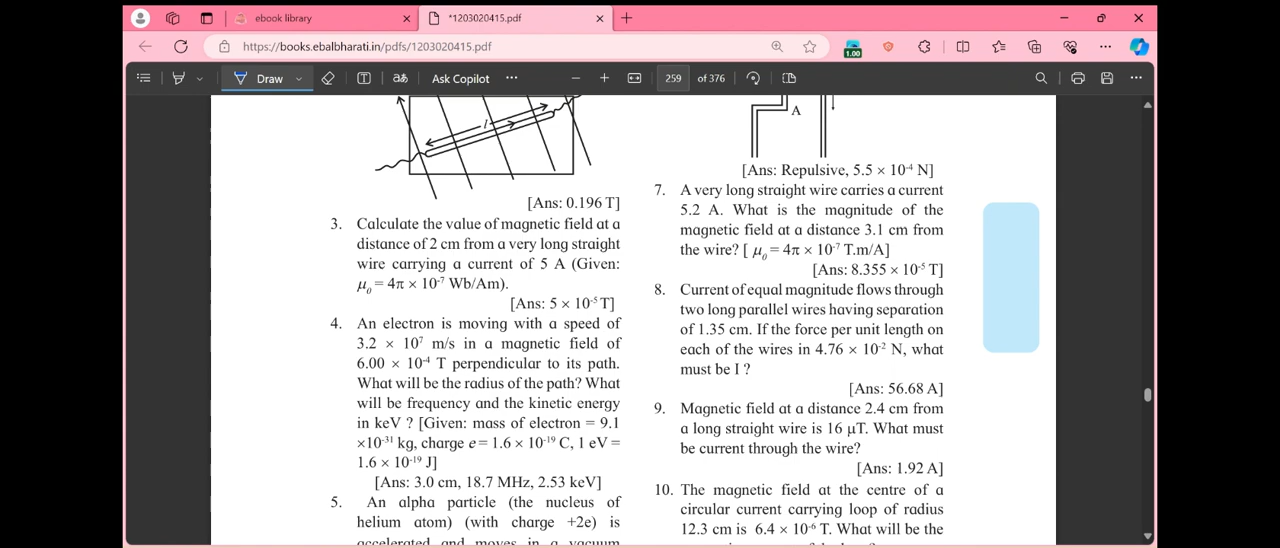 ebook library
*1203020415.pdf
https://books.ebalbharati.in/pdfs/1203020415.pdf
1.00
Draw
aあ
Ask Copilot
259 of 376
l
[Ans: 0.196 T]
3. Calculate the value of magnetic field at a
distance of 2 cm from a very long straight
wire carrying a current of 5 A (Given:
μ₀ = 4π × 10⁻⁷ Wb/Am).
[Ans: 5 × 10⁻⁵ T]
4. An electron is moving with a speed of
3.2 × 10⁷ m/s in a magnetic field of
6.00 × 10⁻⁴ T perpendicular to its path.
What will be the radius of the path? What
will be frequency and the kinetic energy
in keV ? [Given: mass of electron = 9.1
×10⁻³¹ kg, charge e = 1.6 × 10⁻¹⁹ C, 1 eV =
1.6 × 10⁻¹⁹ J]
[Ans: 3.0 cm, 18.7 MHz, 2.53 keV]
5. An alpha particle (the nucleus of
helium atom) (with charge +2e) is
accelerated and moves in a vacuum
A
[Ans: Repulsive, 5.5 × 10⁻⁴ N]
7. A very long straight wire carries a current
5.2 A. What is the magnitude of the
magnetic field at a distance 3.1 cm from
the wire? [ μ₀ = 4π × 10⁻⁷ T.m/A]
[Ans: 8.355 × 10⁻⁵ T]
8. Current of equal magnitude flows through
two long parallel wires having separation
of 1.35 cm. If the force per unit length on
each of the wires in 4.76 × 10⁻² N, what
must be I ?
[Ans: 56.68 A]
9. Magnetic field at a distance 2.4 cm from
a long straight wire is 16 μT. What must
be current through the wire?
[Ans: 1.92 A]
10. The magnetic field at the centre of a
circular current carrying loop of radius
12.3 cm is 6.4 × 10⁻⁶ T. What will be the